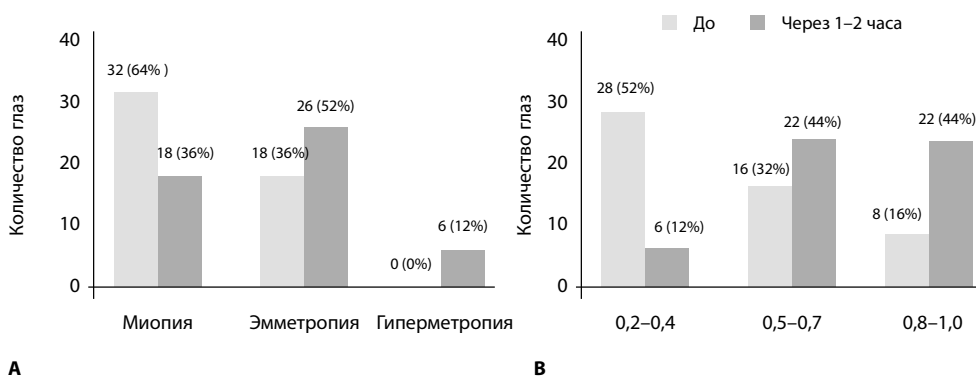 До Через 1–2 часа
Количество глаз
40
30
20
10
0
32 (64% )
18 (36%)
18 (36%)
26 (52%)
0 (0%)
6 (12%)
Миопия Эмметропия Гиперметропия
А
Количество глаз
40
30
20
10
0
28 (52%)
6 (12%)
16 (32%)
22 (44%)
8 (16%)
22 (44%)
0,2–0,4 0,5–0,7 0,8–1,0
В